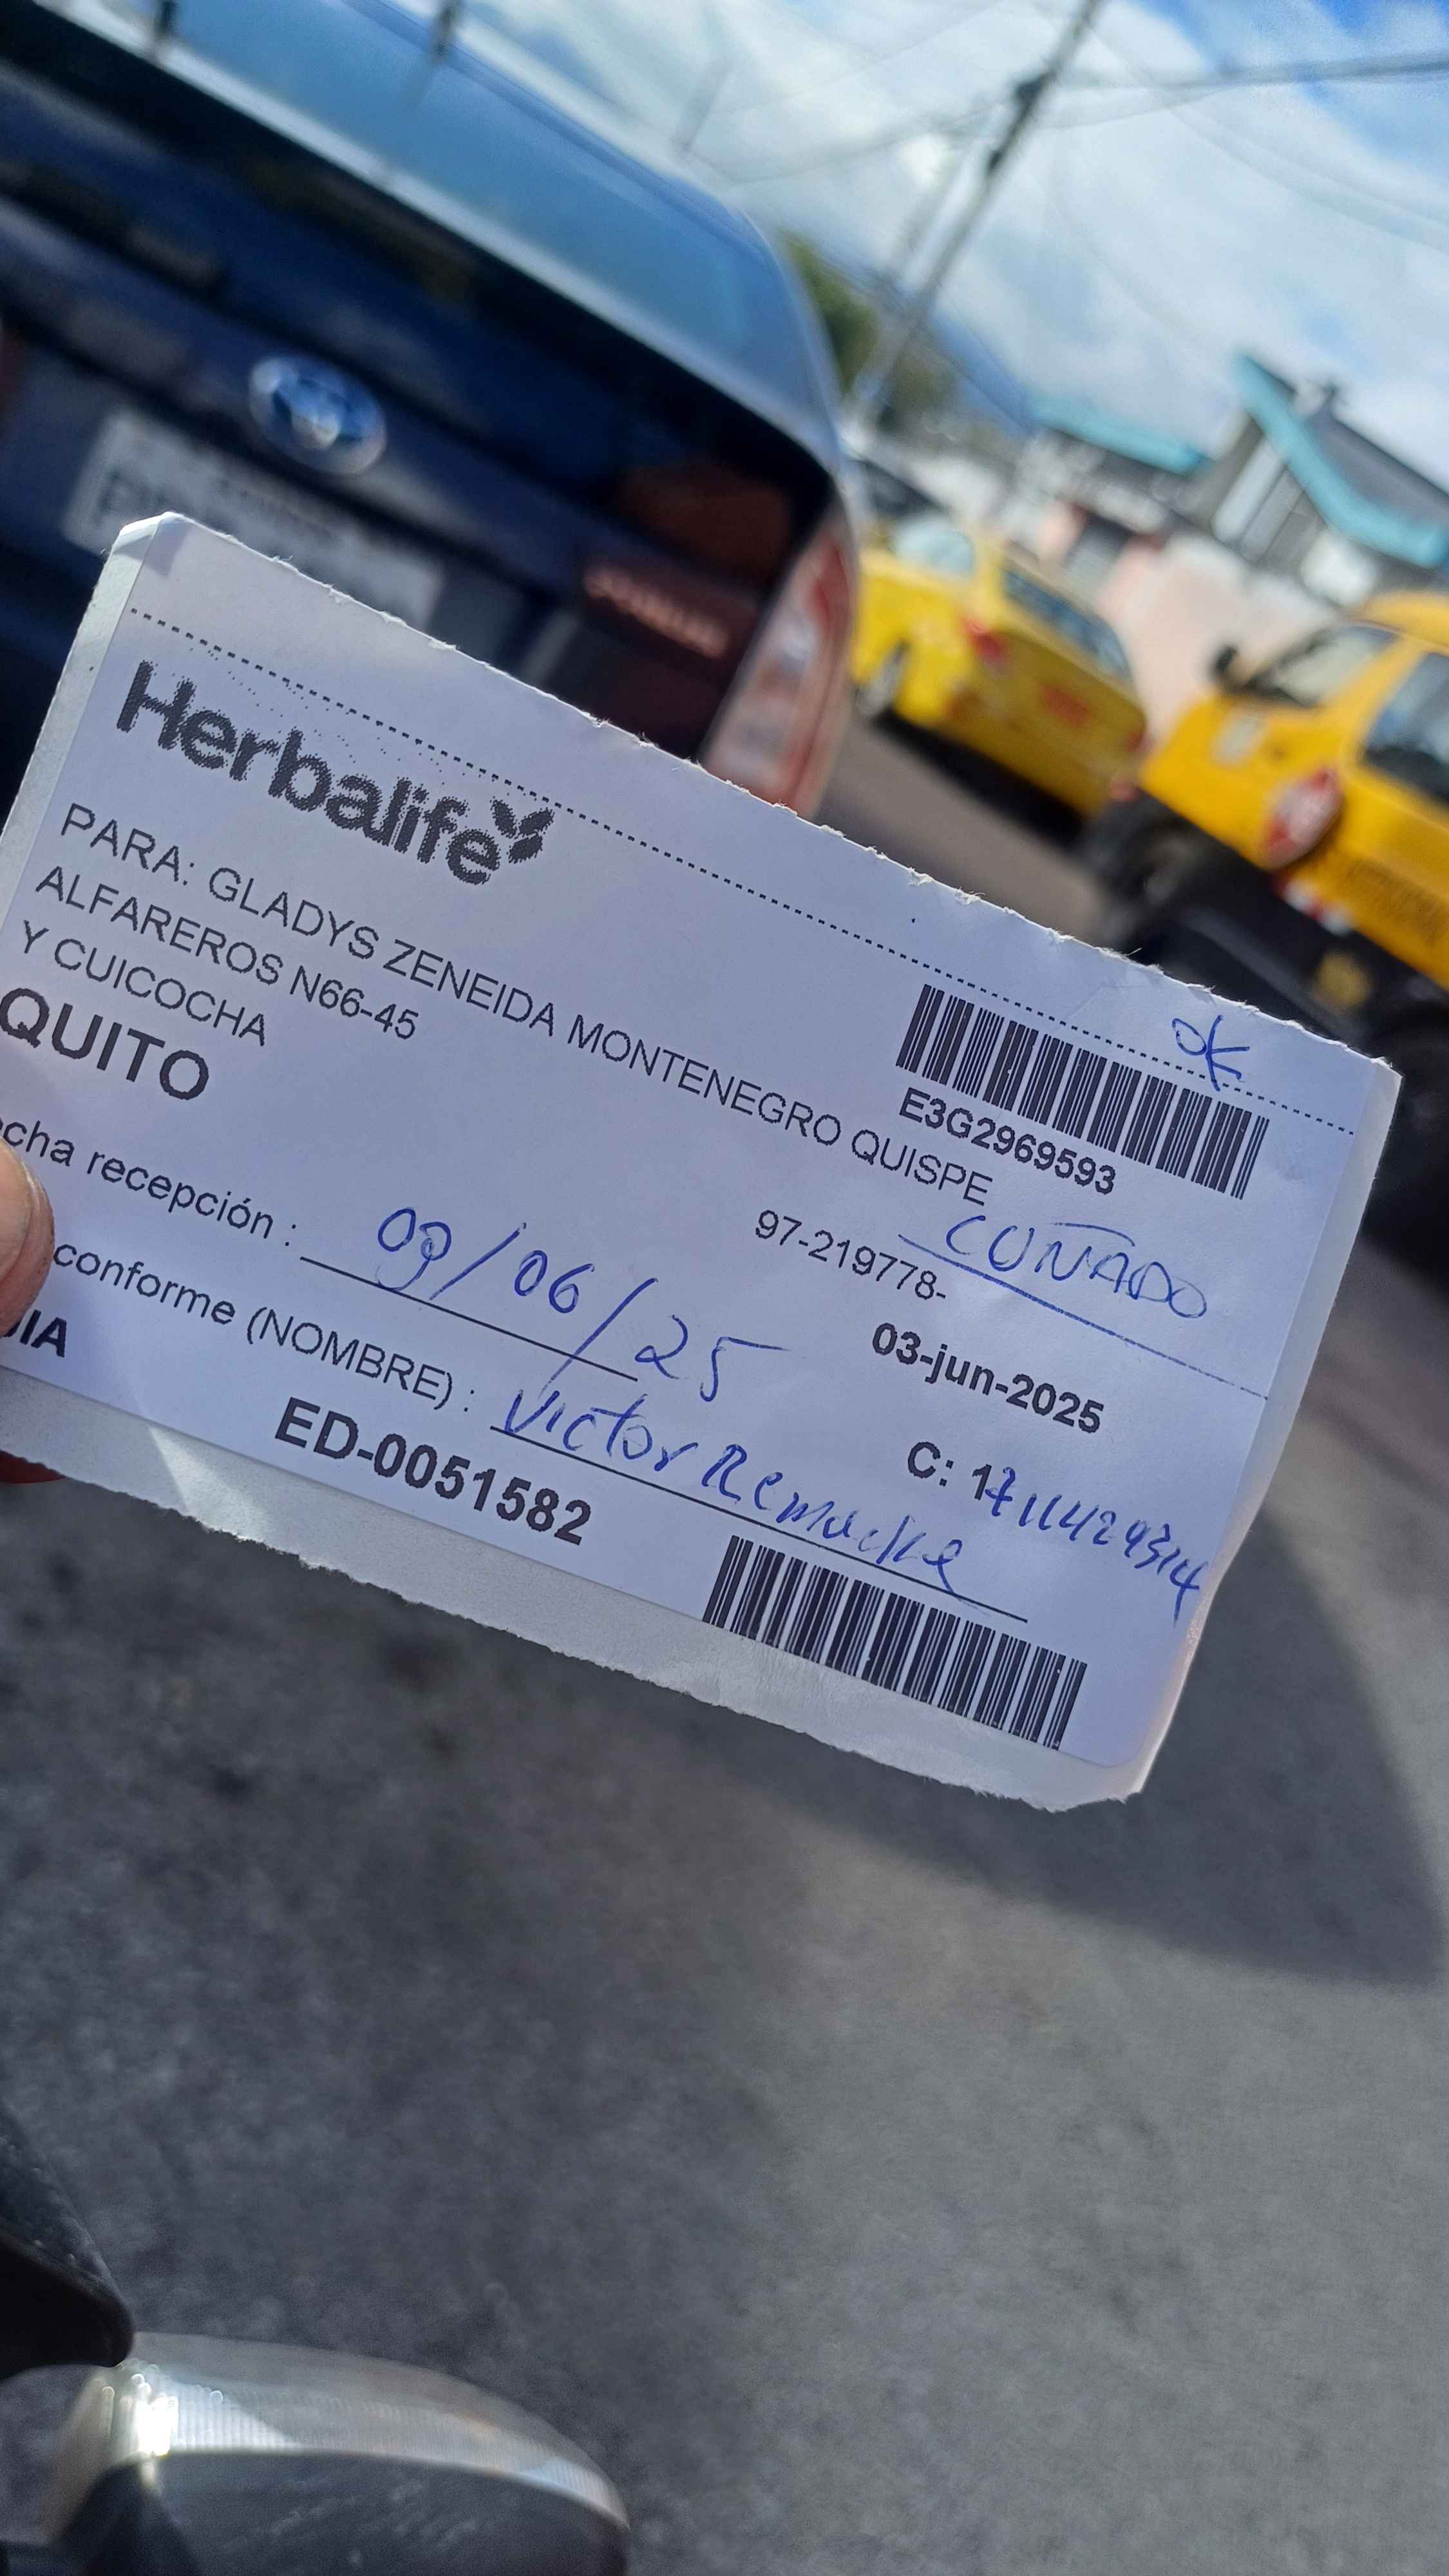 Herbalife
PARA: GLADYS ZENEIDA MONTENEGRO QUISPE
ALFAREROS N66-45
Y CUICOCHA
QUITO
OK
E3G2969593
97-219778-
CUÑADO
03-jun-2025
cha recepción : 09/06/25
conforme (NOMBRE) : Victor Remache
C: 1711429314
ED-0051582